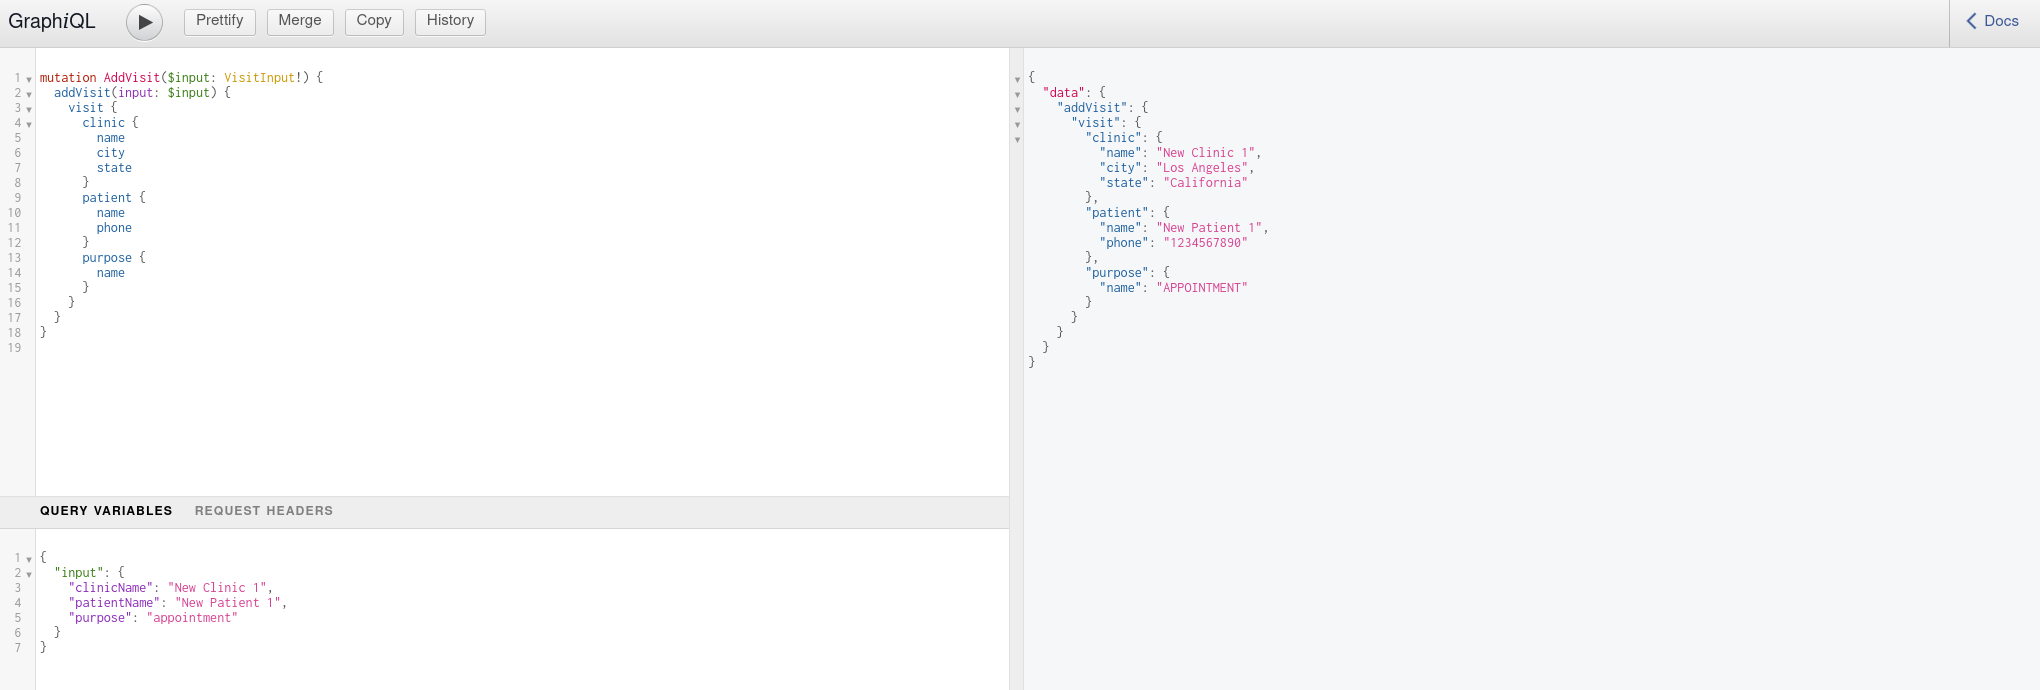 GraphiQL Prettify Merge Copy History Docs
1 mutation AddVisit($input: VisitInput!) {
2   addVisit(input: $input) {
3     visit {
4       clinic {
5         name
6         city
7         state
8       }
9       patient {
10         name
11         phone
12       }
13       purpose {
14         name
15       }
16     }
17   }
18 }
19
QUERY VARIABLES REQUEST HEADERS
1 {
2   "input": {
3     "clinicName": "New Clinic 1",
4     "patientName": "New Patient 1",
5     "purpose": "appointment"
6   }
7 }
{
  "data": {
    "addVisit": {
      "visit": {
        "clinic": {
          "name": "New Clinic 1",
          "city": "Los Angeles",
          "state": "California"
        },
        "patient": {
          "name": "New Patient 1",
          "phone": "1234567890"
        },
        "purpose": {
          "name": "APPOINTMENT"
        }
      }
    }
  }
}